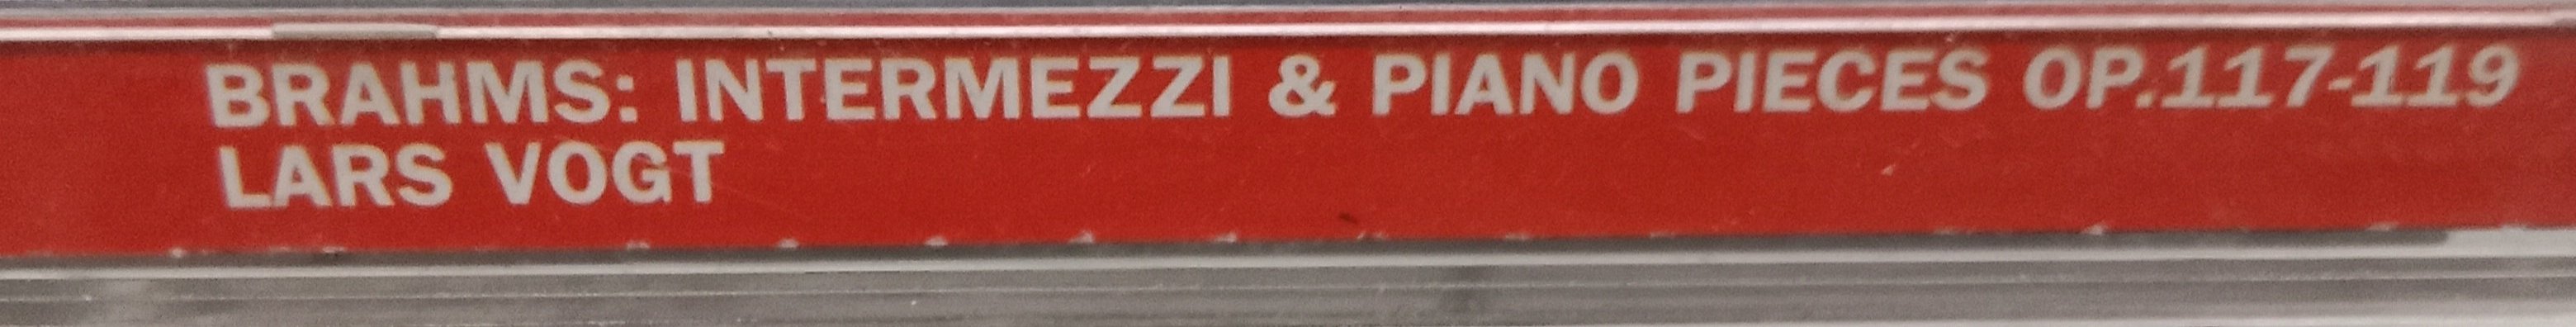 BRAHMS: INTERMEZZI & PIANO PIECES OP.117-119
LARS VOGT